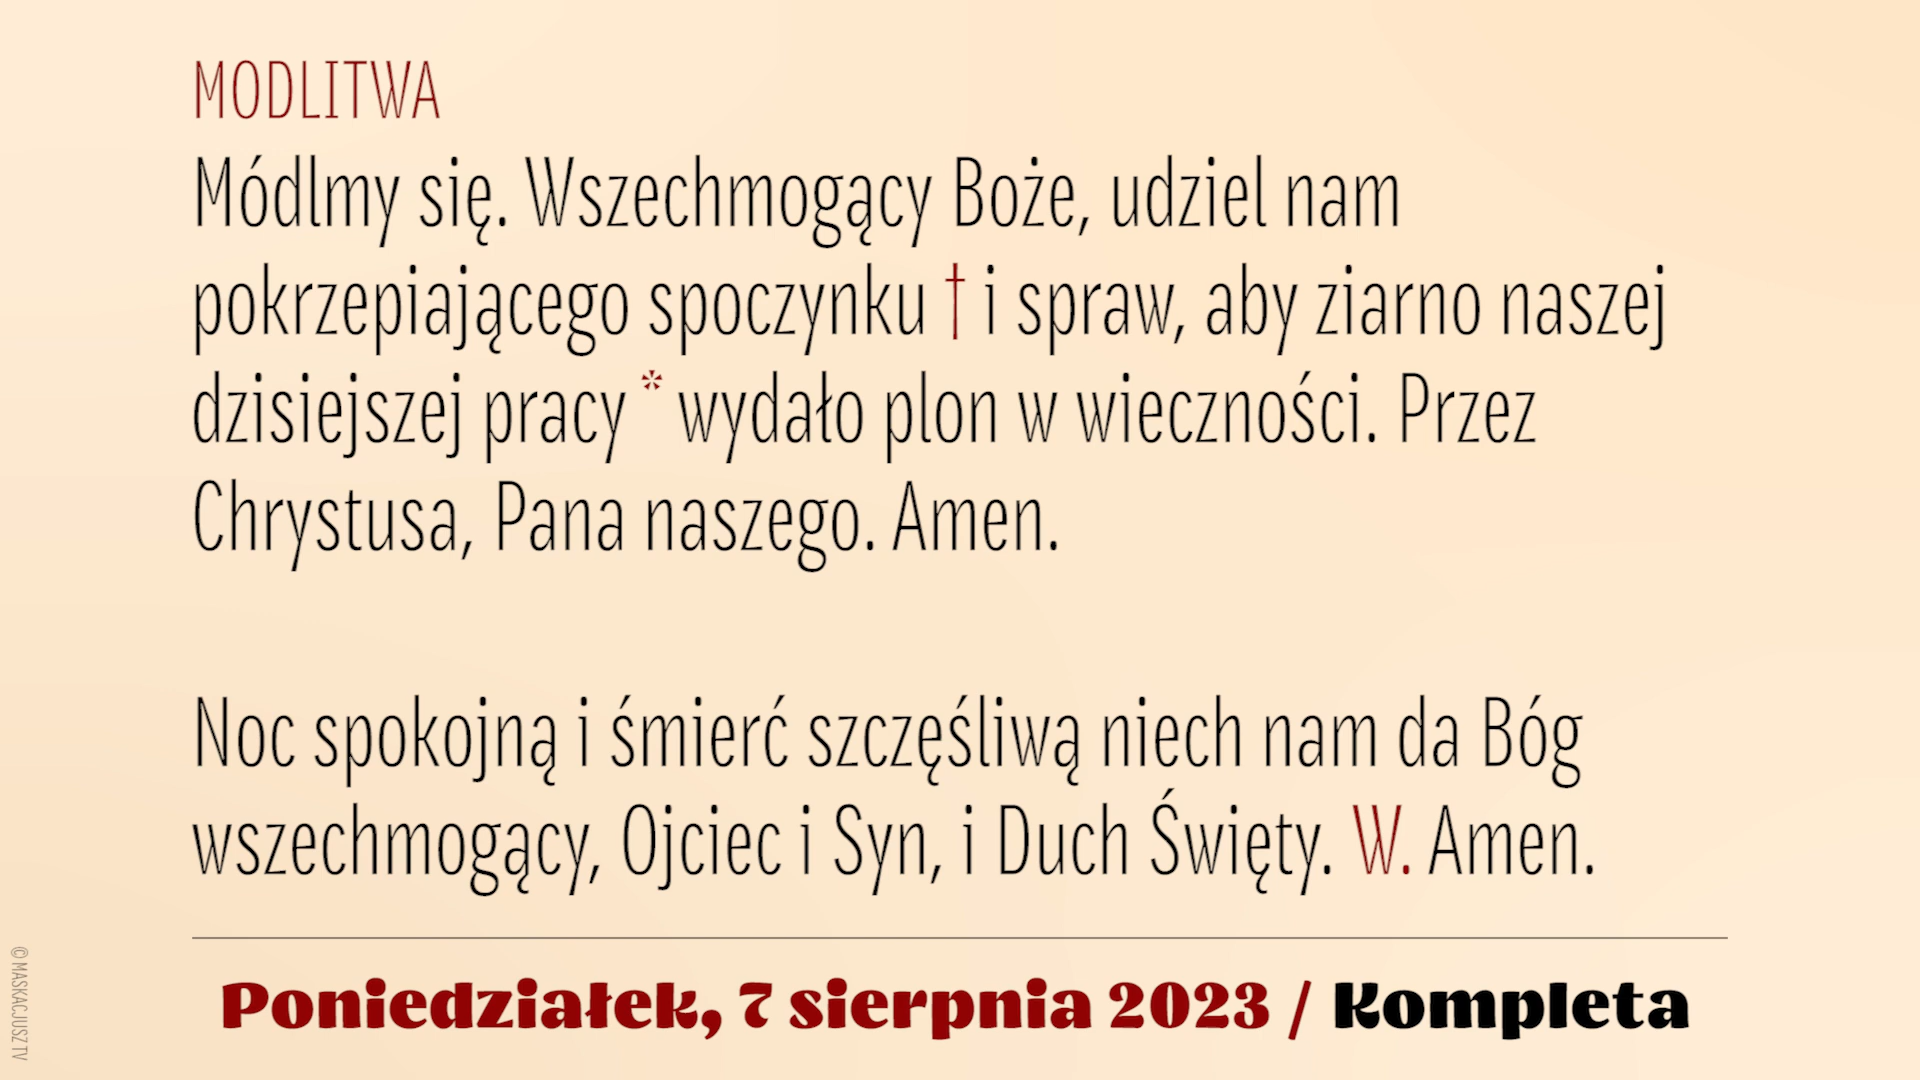 MODLITWA
Módlmy się. Wszechmogący Boże, udziel nam
pokrzepiającego spoczynku † i spraw, aby ziarno naszej
dzisiejszej pracy * wydało plon w wieczności. Przez
Chrystusa, Pana naszego. Amen.
Noc spokojną i śmierć szczęśliwą niech nam da Bóg
wszechmogący, Ojciec i Syn, i Duch Święty. W. Amen.
Poniedziałek, 7 sierpnia 2023 / Kompleta
© MASKACJUSZ TV